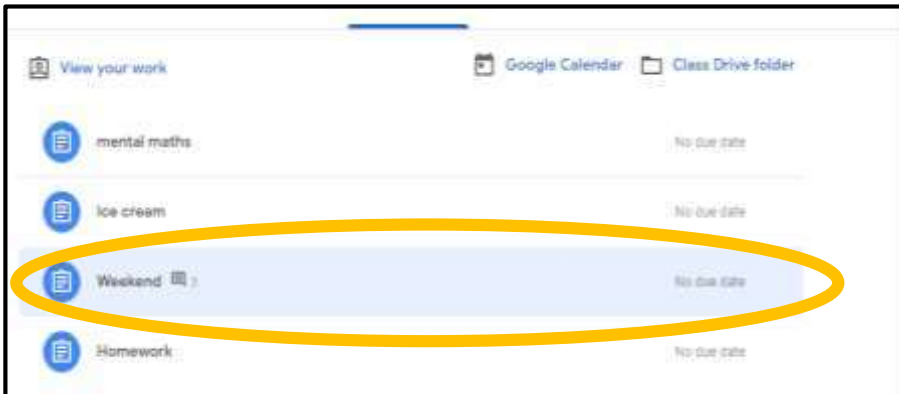 View your work Google Calendar Class Drive folder
mental maths No due date
Ice cream No due date
Weekend No due date
Homework No due date